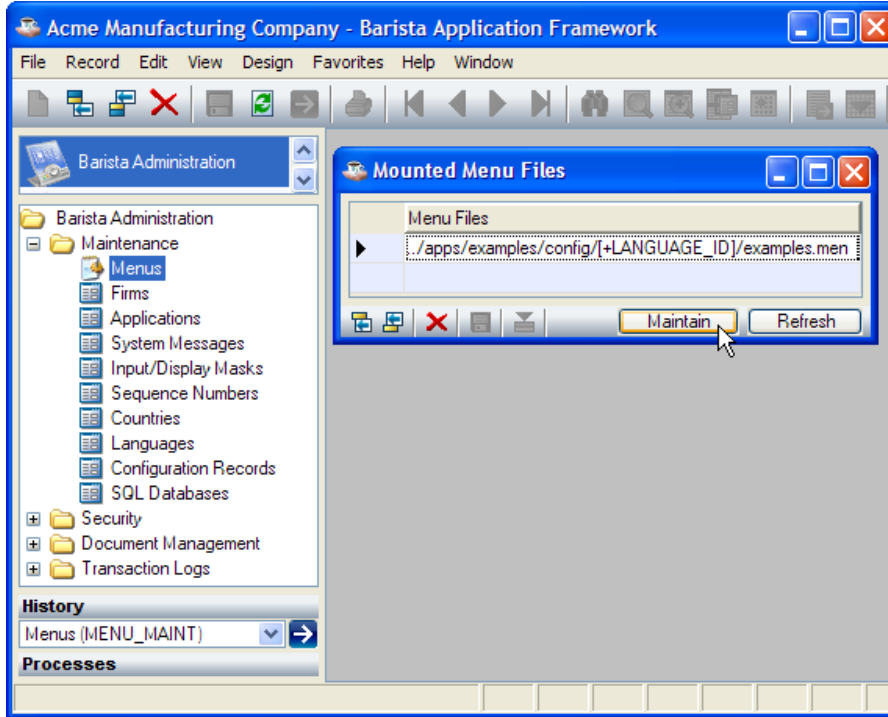 Acme Manufacturing Company - Barista Application Framework
File Record Edit View Design Favorites Help Window
Barista Administration
Mounted Menu Files
Menu Files
../apps/examples/config/[+LANGUAGE_ID]/examples.men
Maintain Refresh
Barista Administration
Maintenance
Menus
Firms
Applications
System Messages
Input/Display Masks
Sequence Numbers
Countries
Languages
Configuration Records
SQL Databases
Security
Document Management
Transaction Logs
History
Menus (MENU_MAINT)
Processes